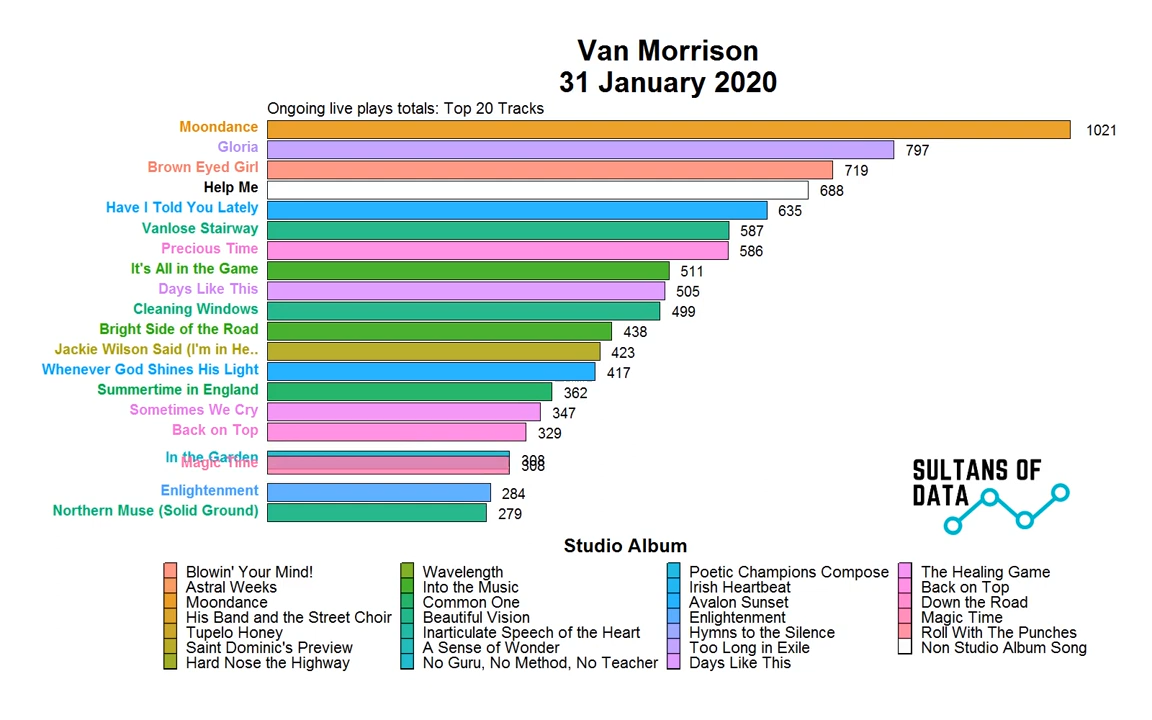 Van Morrison
31 January 2020
Ongoing live plays totals: Top 20 Tracks
Moondance 1021
Gloria 797
Brown Eyed Girl 719
Help Me 688
Have I Told You Lately 635
Vanlose Stairway 587
Precious Time 586
It's All in the Game 511
Days Like This 505
Cleaning Windows 499
Bright Side of the Road 438
Jackie Wilson Said (I'm in He.. 423
Whenever God Shines His Light 417
Summertime in England 362
Sometimes We Cry 347
Back on Top 329
In the Garden 308
Magic Time 308
Enlightenment 284
Northern Muse (Solid Ground) 279
SULTANS OF
DATA
Studio Album
Blowin' Your Mind!
Astral Weeks
Moondance
His Band and the Street Choir
Tupelo Honey
Saint Dominic's Preview
Hard Nose the Highway
Wavelength
Into the Music
Common One
Beautiful Vision
Inarticulate Speech of the Heart
A Sense of Wonder
No Guru, No Method, No Teacher
Poetic Champions Compose
Irish Heartbeat
Avalon Sunset
Enlightenment
Hymns to the Silence
Too Long in Exile
Days Like This
The Healing Game
Back on Top
Down the Road
Magic Time
Roll With The Punches
Non Studio Album Song